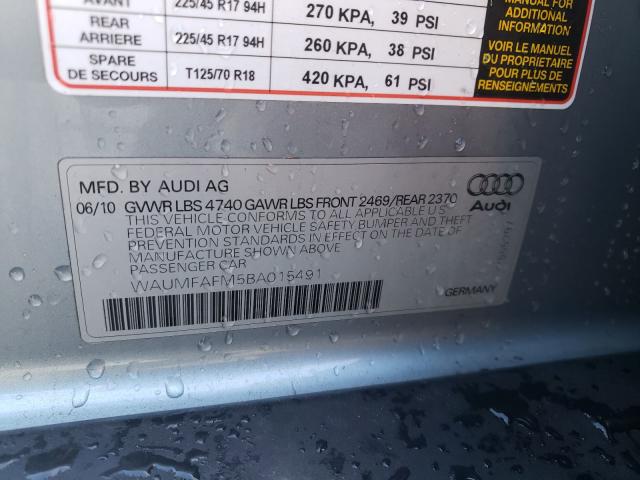 AVANT 225/45 R17 94H 270 KPA, 39 PSI
REAR
ARRIERE 225/45 R17 94H 260 KPA, 38 PSI
SPARE
DE SECOURS T125/70 R18 420 KPA, 61 PSI
MANUAL FOR
ADDITIONAL
INFORMATION
VOIR LE MANUEL
DU PROPRIETAIRE
POUR PLUS DE
RENSEIGNEMENTS
MFD. BY AUDI AG
06/10 GVWR LBS 4740 GAWR LBS FRONT 2469/REAR 2370
THIS VEHICLE CONFORMS TO ALL APPLICABLE U S
FEDERAL MOTOR VEHICLE SAFETY BUMPER AND THEFT
PREVENTION STANDARDS IN EFFECT ON THE DATE OF
MANUFACTURE SHOWN ABOVE
PASSENGER CAR
WAUMFAFM5BA015491
Audi
GERMANY